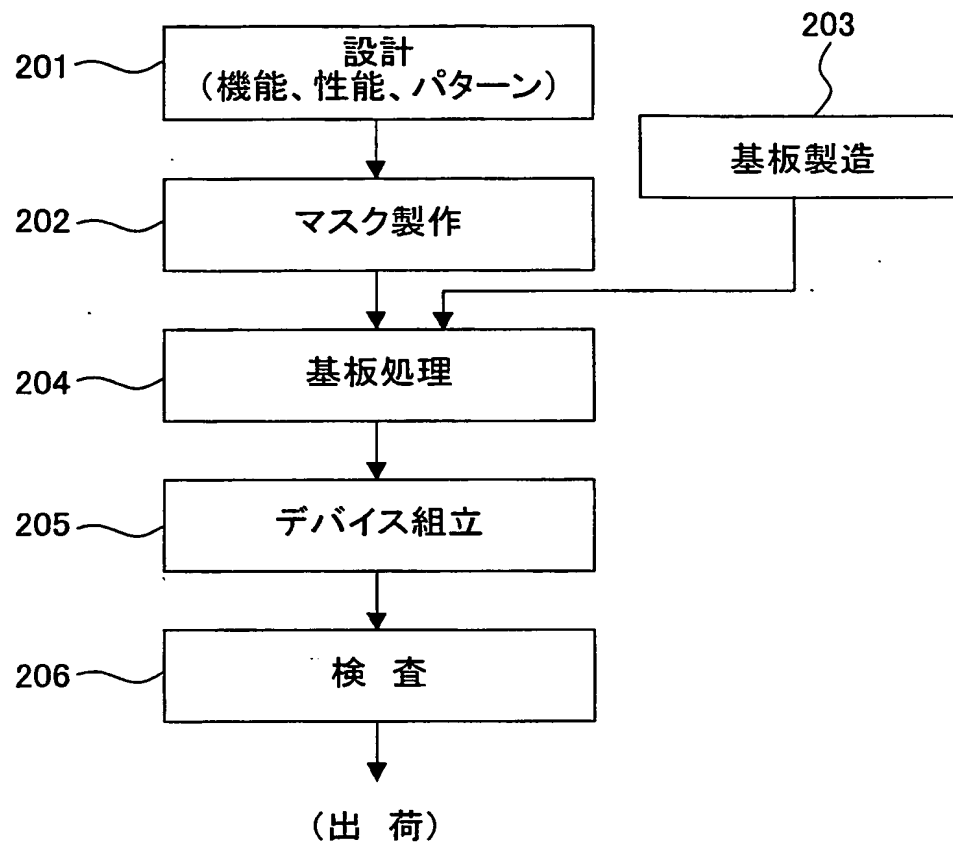 201
設計
(機能、性能、パターン)
203
基板製造
202
マスク製作
204
基板処理
205
デバイス組立
206
検 査
(出 荷)